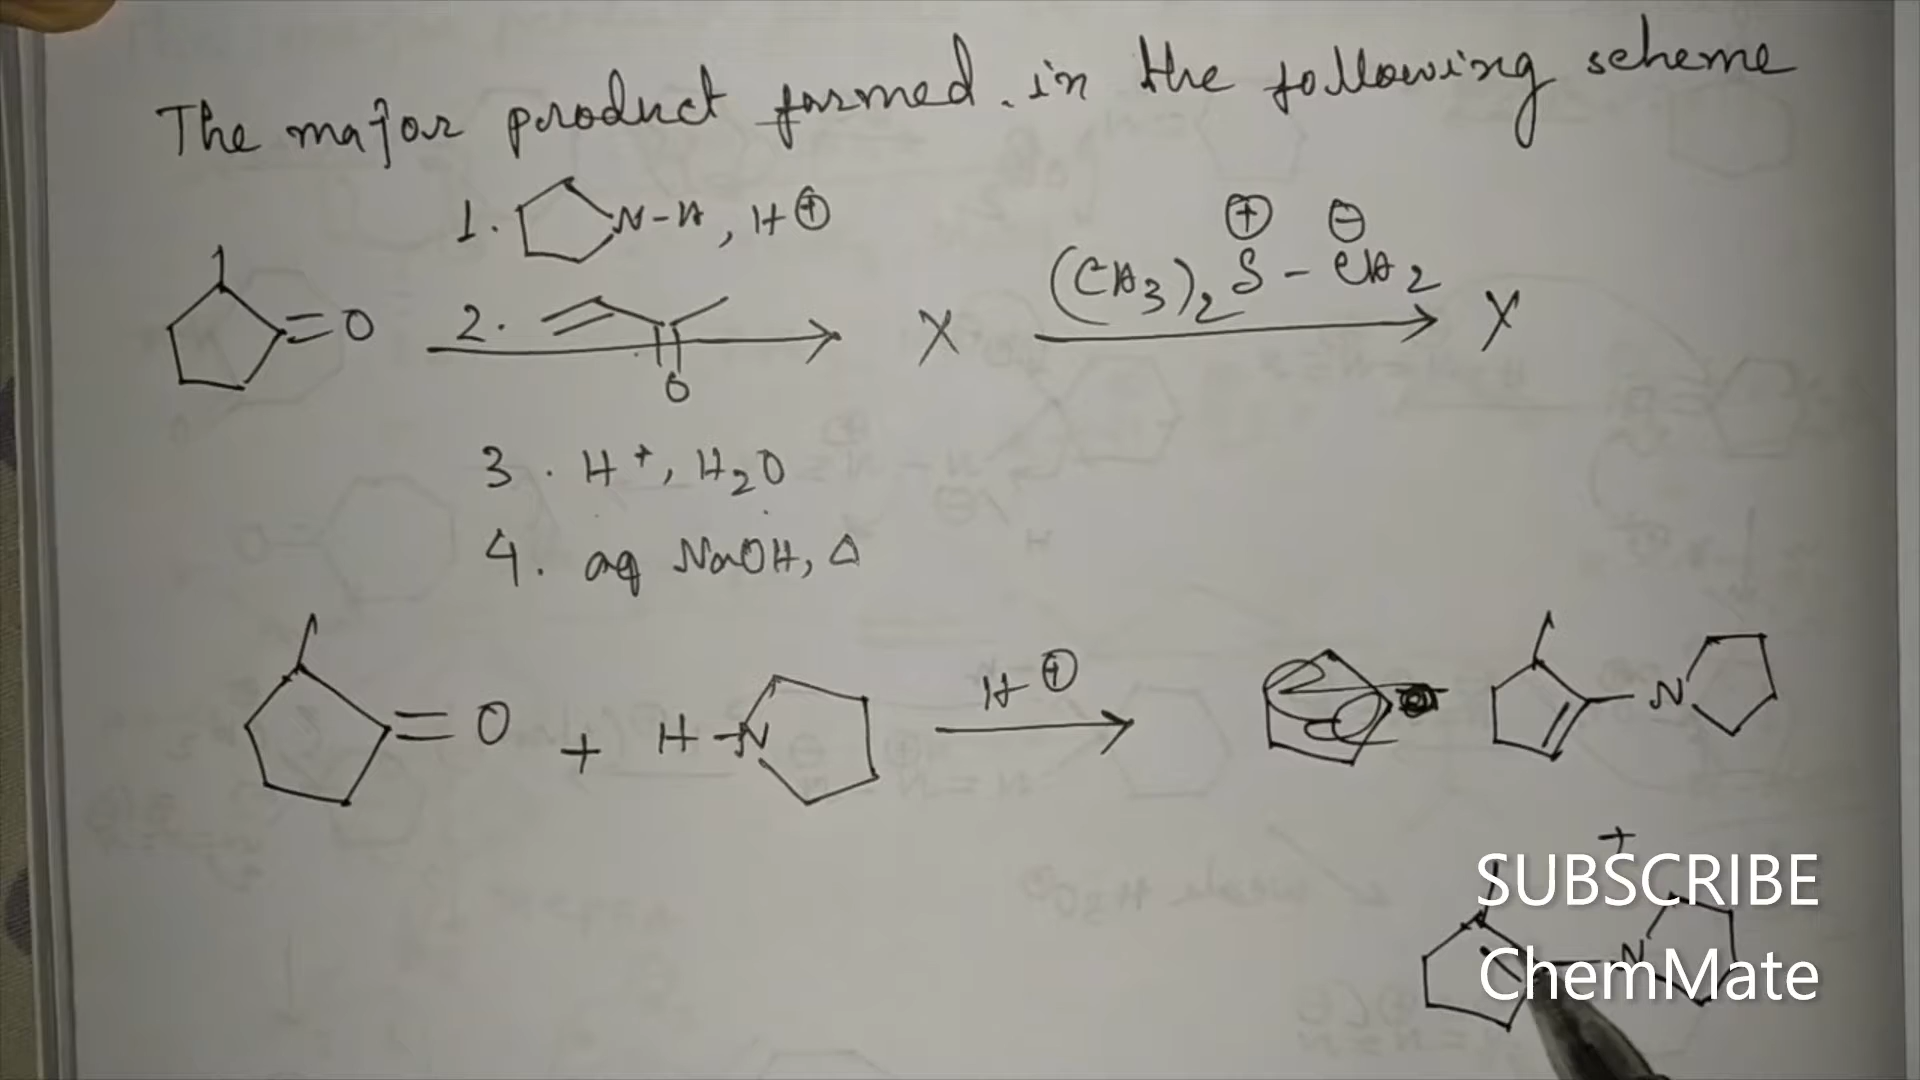 The major product formed in the following scheme
1. N-H, H⊕
=O 2. O X (CH3)2 S⊕ - CH2⊖ Y
3. H+, H2O
4. aq NaOH, Δ
=O + H-N H⊕ N
+
N
SUBSCRIBE
ChemMate